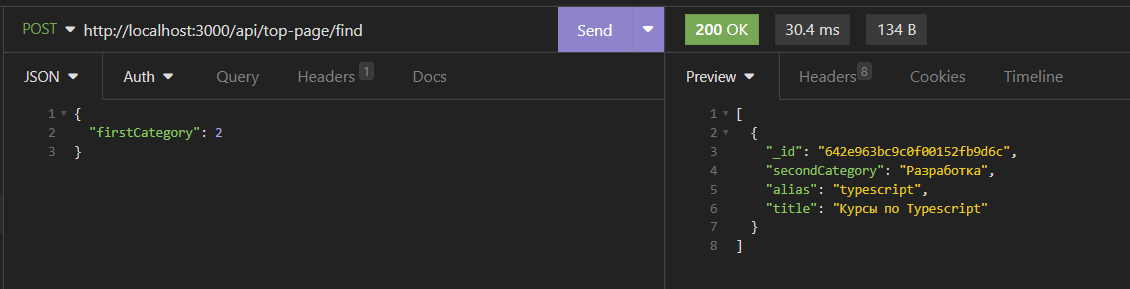 POST http://localhost:3000/api/top-page/find Send 200 OK 30.4 ms 134 B
JSON Auth Query Headers 1 Docs Preview Headers 8 Cookies Timeline
1 {
2 "firstCategory": 2
3 }
1 [
2 {
3 "_id": "642e963bc9c0f00152fb9d6c",
4 "secondCategory": "Разработка",
5 "alias": "typescript",
6 "title": "Курсы по Typescript"
7 }
8 ]